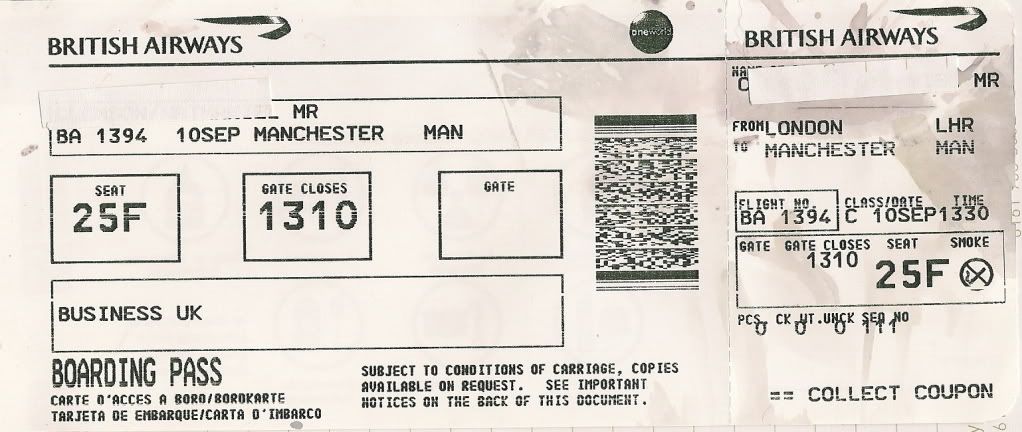 BRITISH AIRWAYS
oneworld
MR
BA 1394 10SEP MANCHESTER MAN
SEAT
25F
GATE CLOSES
1310
GATE
BUSINESS UK
BOARDING PASS
CARTE D'ACCES A BORD/BORDKARTE
TARJETA DE EMBARQUE/CARTA D'IMBARCO
SUBJECT TO CONDITIONS OF CARRIAGE, COPIES
AVAILABLE ON REQUEST. SEE IMPORTANT
NOTICES ON THE BACK OF THIS DOCUMENT.
BRITISH AIRWAYS
MR
FROM LONDON LHR
TO MANCHESTER MAN
FLIGHT NO. CLASS/DATE TIME
BA 1394 C 10SEP1330
GATE GATE CLOSES SEAT SMOKE
1310 25F
PCS. CK WT. UNCK SEQ NO
0 0 0 111
== COLLECT COUPON